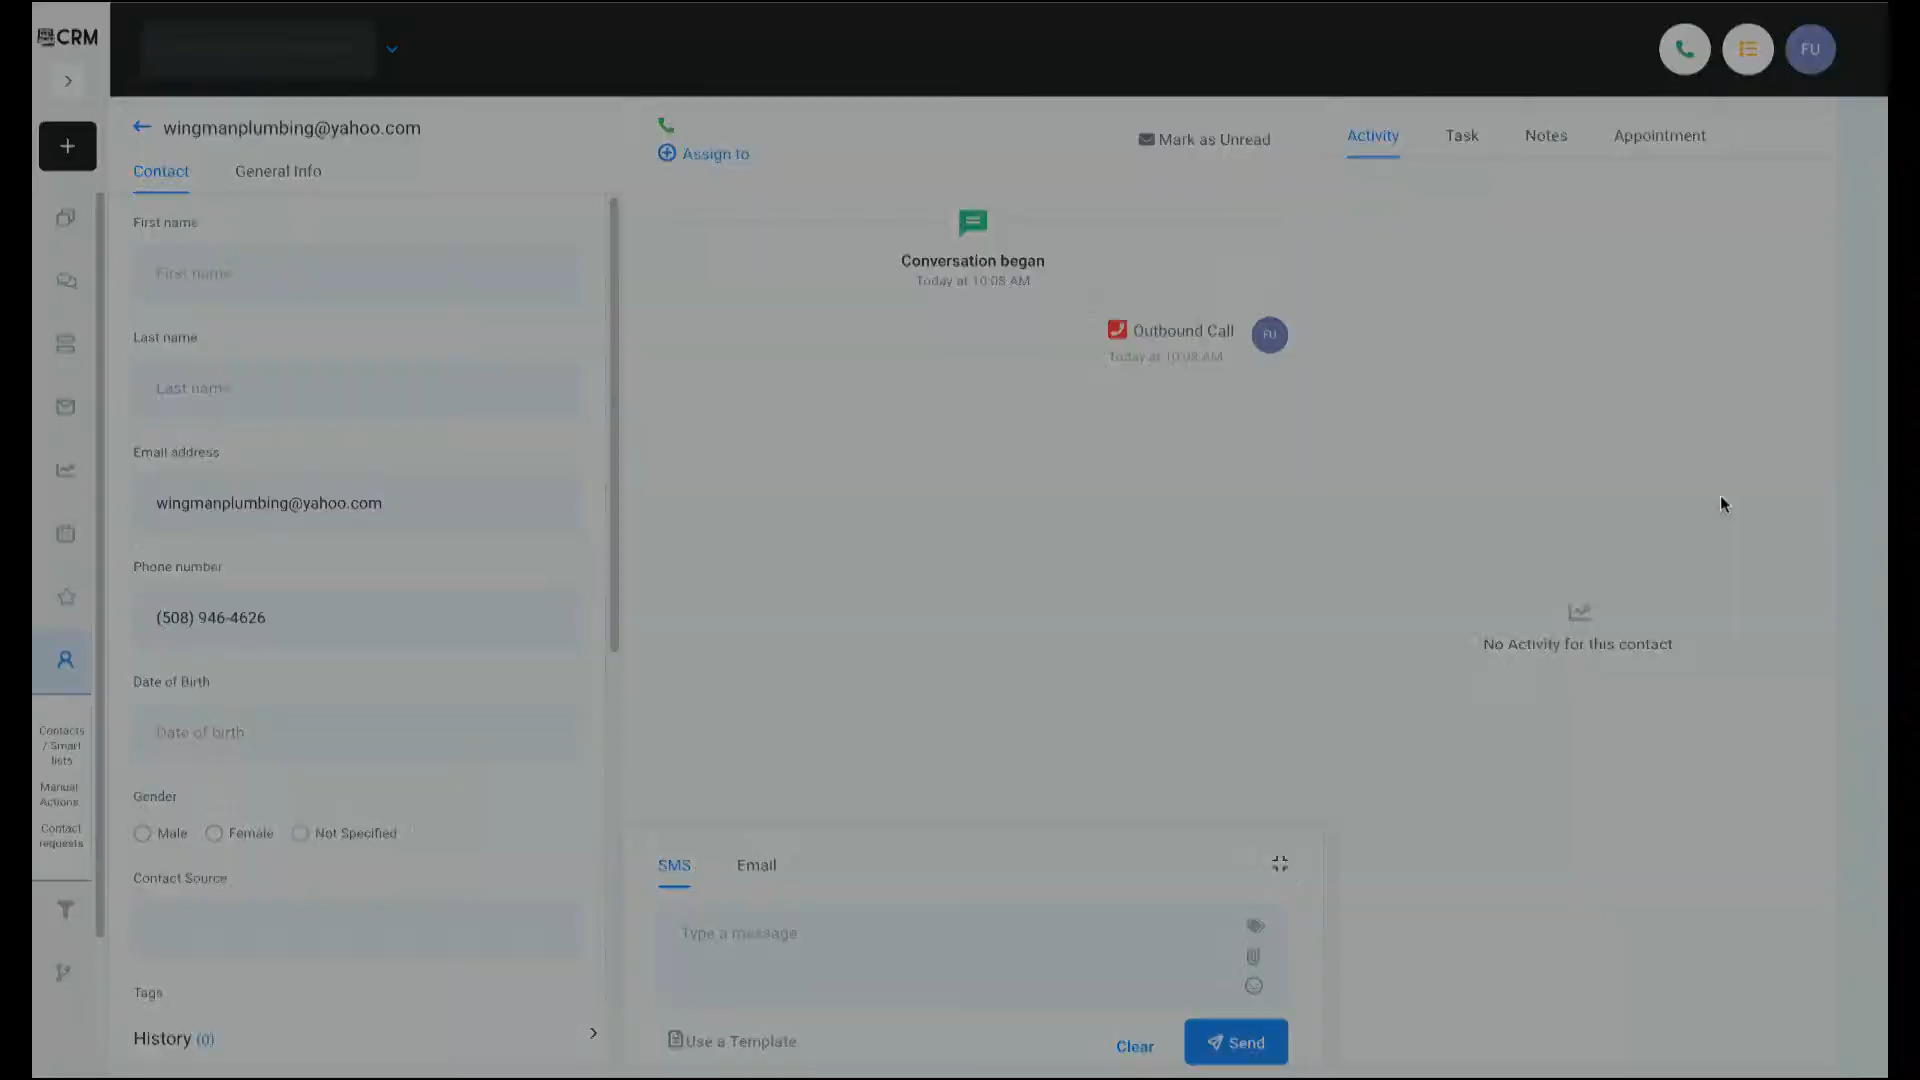 CRM
FU
wingmanplumbing@yahoo.com
Contact
General Info
First name
First name
Last name
Last name
Email address
wingmanplumbing@yahoo.com
Phone number
(508) 946-4626
Date of Birth
Date of birth
Gender
Male
Female
Not Specified
Contact Source
Tags
History (0)
Contacts
/ Smart
lists
Manual
Actions
Contact
requests
Assign to
Mark as Unread
Conversation began
Today at 10:08 AM
Outbound Call
FU
Today at 10:08 AM
SMS
Email
Type a message
Use a Template
Clear
Send
Activity
Task
Notes
Appointment
No Activity for this contact